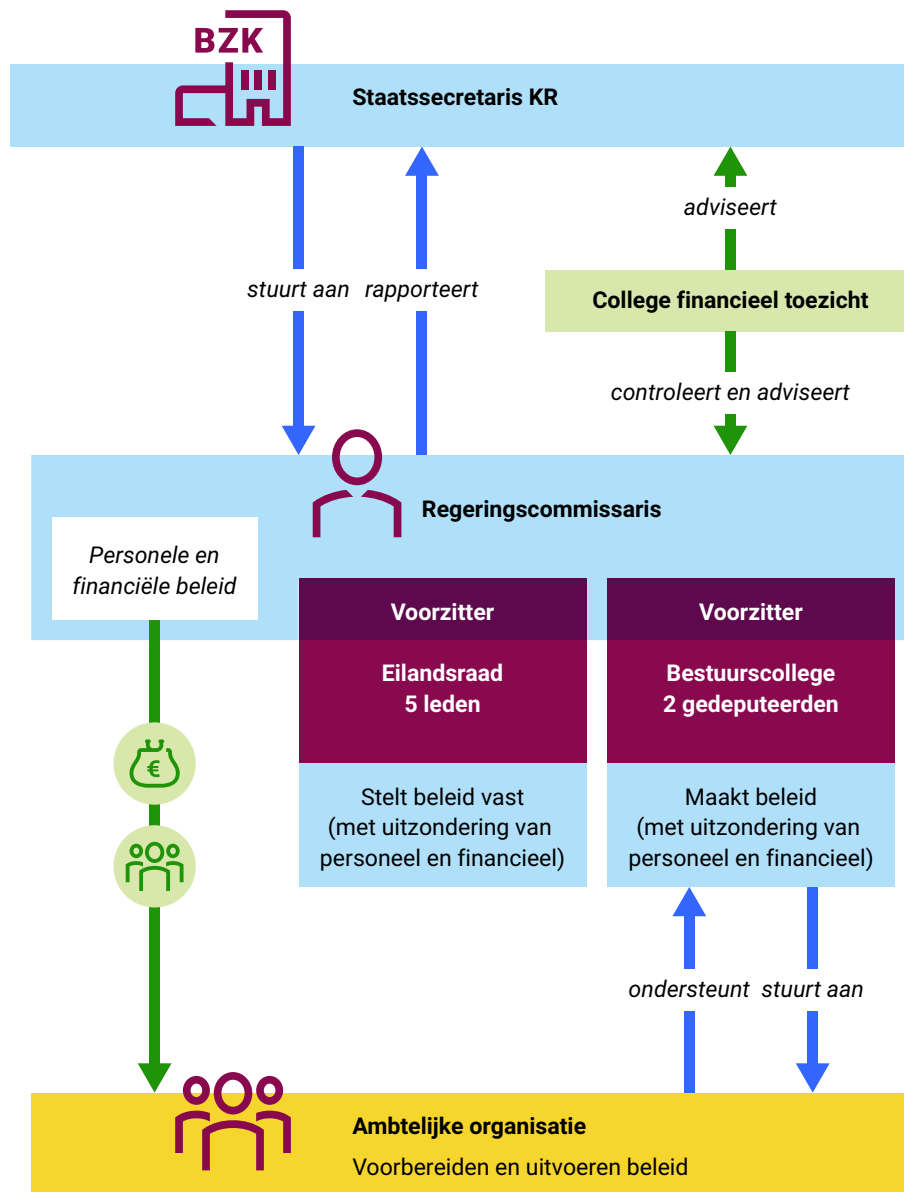 BZK
Staatssecretaris KR
adviseert
stuurt aan
rapporteert
College financieel toezicht
controleert en adviseert
Regeringscommissaris
Personele en
financiële beleid
Voorzitter
Eilandsraad
5 leden
Stelt beleid vast
(met uitzondering van
personeel en financieel)
Voorzitter
Bestuurscollege
2 gedeputeerden
Maakt beleid
(met uitzondering van
personeel en financieel)
€
ondersteunt
stuurt aan
Ambtelijke organisatie
Voorbereiden en uitvoeren beleid